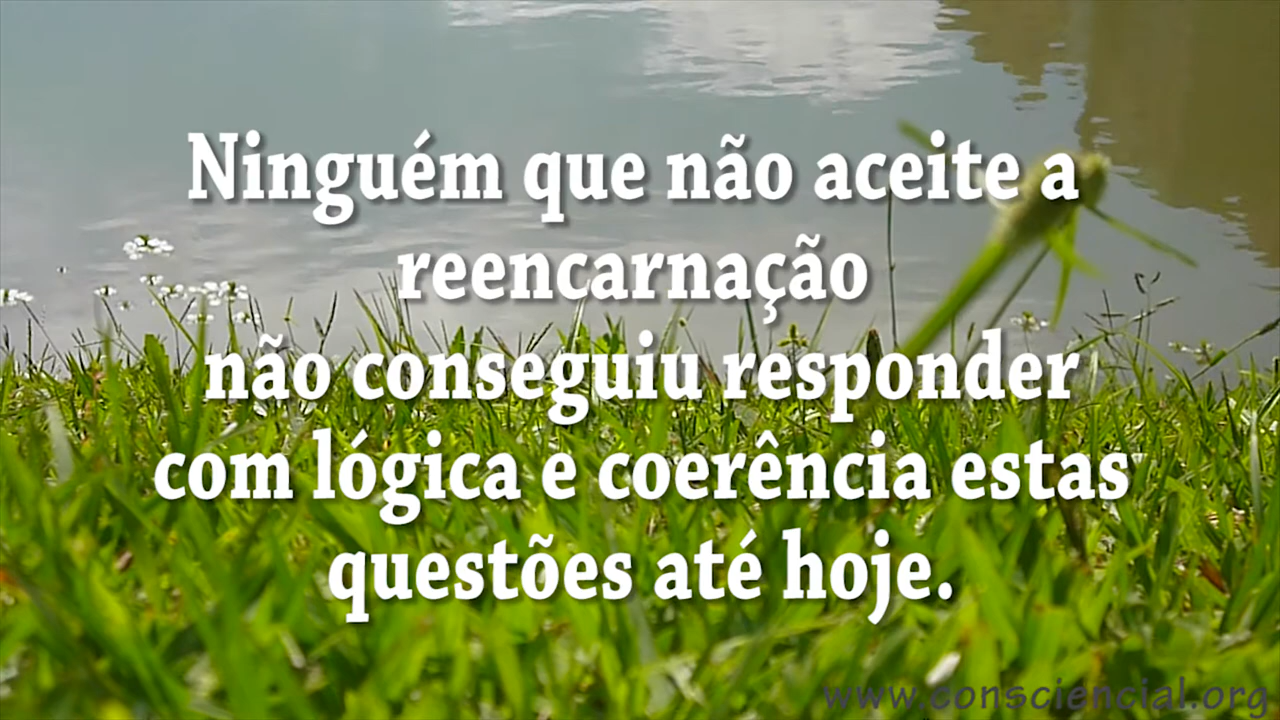 Ninguém que não aceite a
reencarnação
não conseguiu responder
com lógica e coerência estas
questões até hoje.
www.consciencial.org